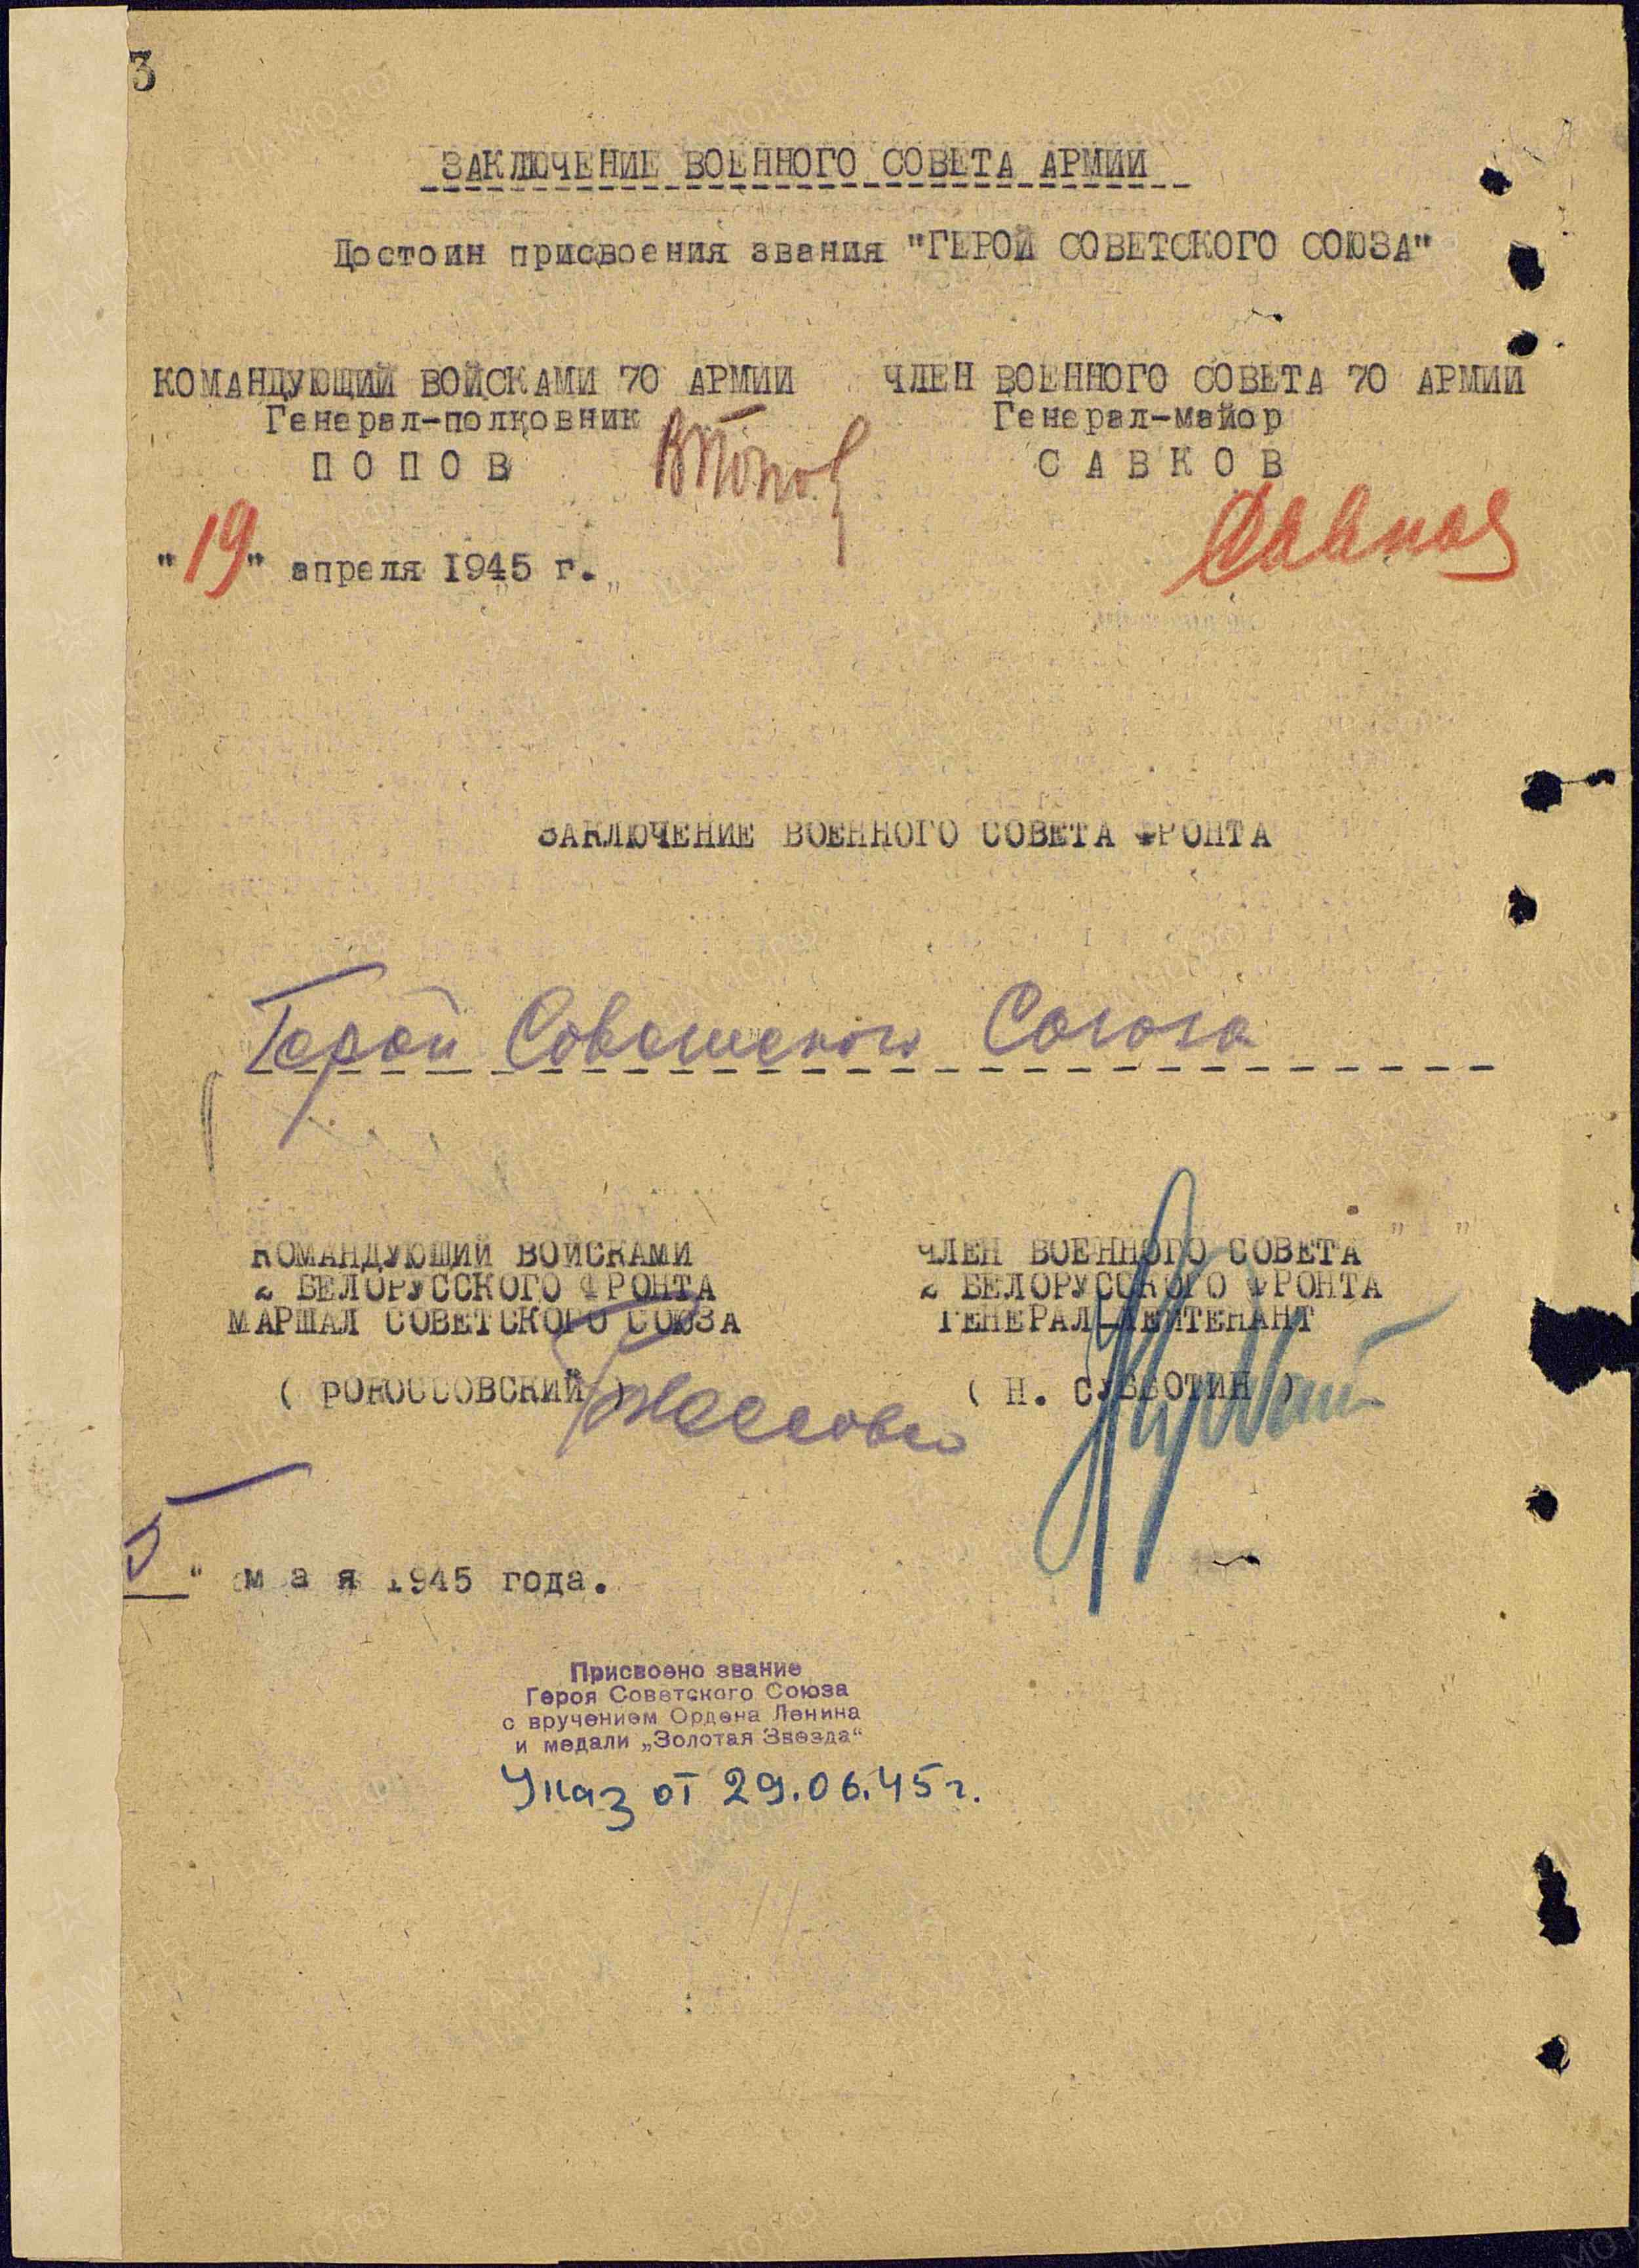 3
ЗАКЛЮЧЕНИЕ ВОЕННОГО СОВЕТА АРМИИ
Достоин присвоения звания "ГЕРОЙ СОВЕТСКОГО СОЮЗА"
КОМАНДУЮЩИЙ ВОЙСКАМИ 70 АРМИИ
Генерал-полковник
ПОПОВ
ВПопов
"19" апреля 1945 г.
ЧЛЕН ВОЕННОГО СОВЕТА 70 АРМИИ
Генерал-майор
САВКОВ
Савков
ЗАКЛЮЧЕНИЕ ВОЕННОГО СОВЕТА ФРОНТА
Герой Советского Союза
КОМАНДУЮЩИЙ ВОЙСКАМИ
2 БЕЛОРУССКОГО ФРОНТА
МАРШАЛ СОВЕТСКОГО СОЮЗА
( РОКОССОВСКИЙ )
ЧЛЕН ВОЕННОГО СОВЕТА
2 БЕЛОРУССКОГО ФРОНТА
ГЕНЕРАЛ-ЛЕЙТЕНАНТ
( Н. СУББОТИН )
5 " м а я 1945 года.
Присвоено звание
Героя Советского Союза
с вручением Ордена Ленина
и медали „Золотая Звезда“
Указ от 29.06.45г.